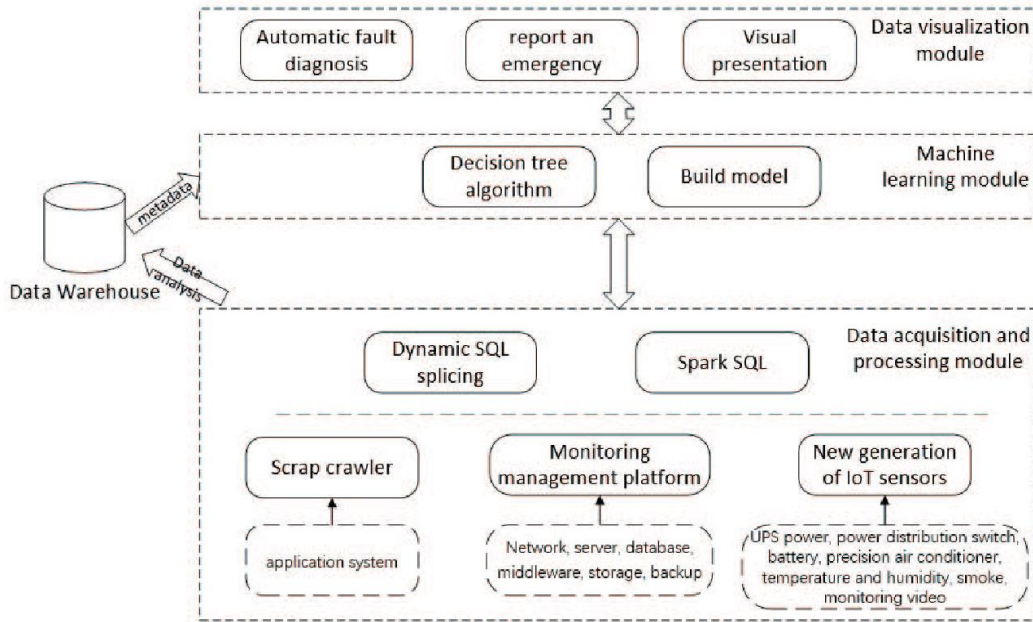 Automatic fault
diagnosis
report an
emergency
Visual
presentation
Data visualization
module
Decision tree
algorithm
Build model
Machine
learning module
metadata
Data Warehouse
Data
analysis
Dynamic SQL
splicing
Spark SQL
Data acquisition and
processing module
Scrap crawler
Monitoring
management platform
New generation
of IoT sensors
application system
Network, server, database,
middleware, storage, backup
UPS power, power distribution switch,
battery, precision air conditioner,
temperature and humidity, smoke,
monitoring video